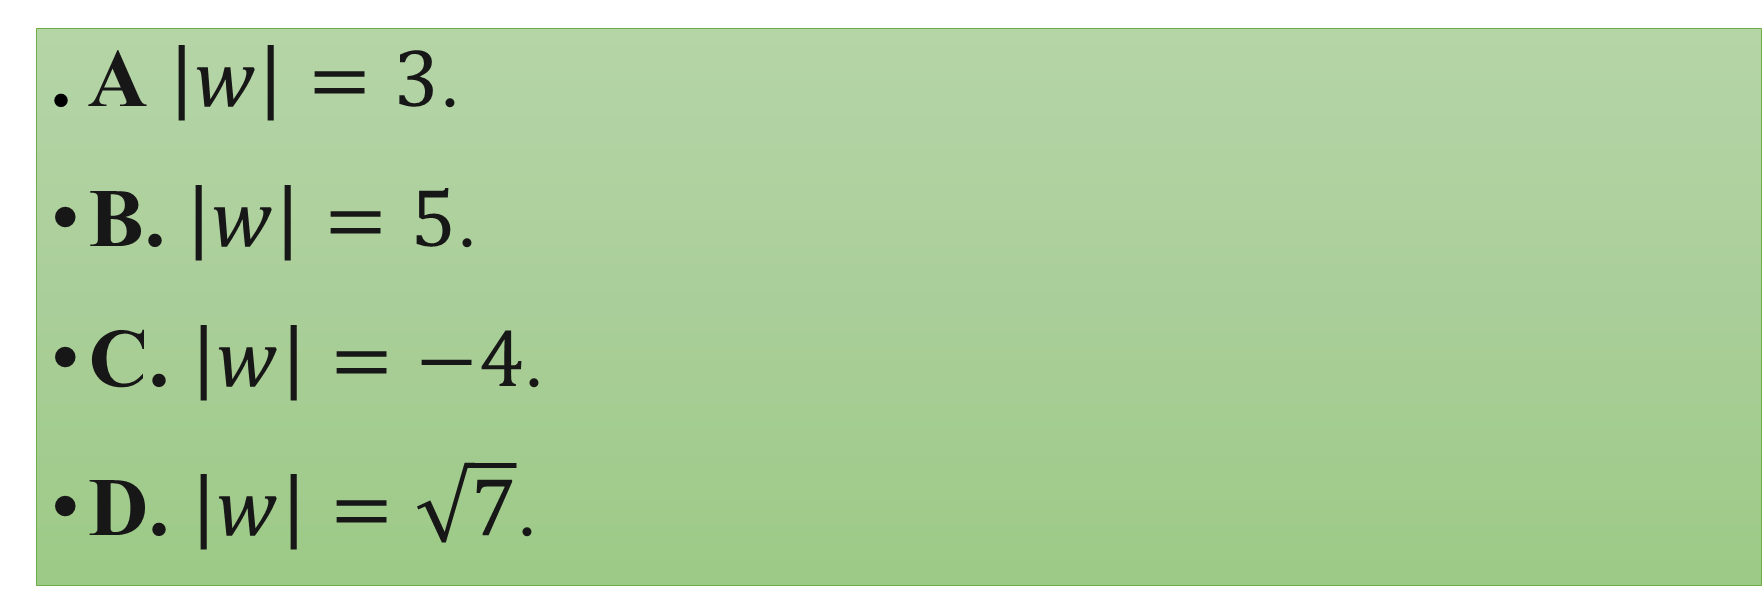 . A |w| = 3.
• B. |w| = 5.
• C. |w| = −4.
• D. |w| = √7.